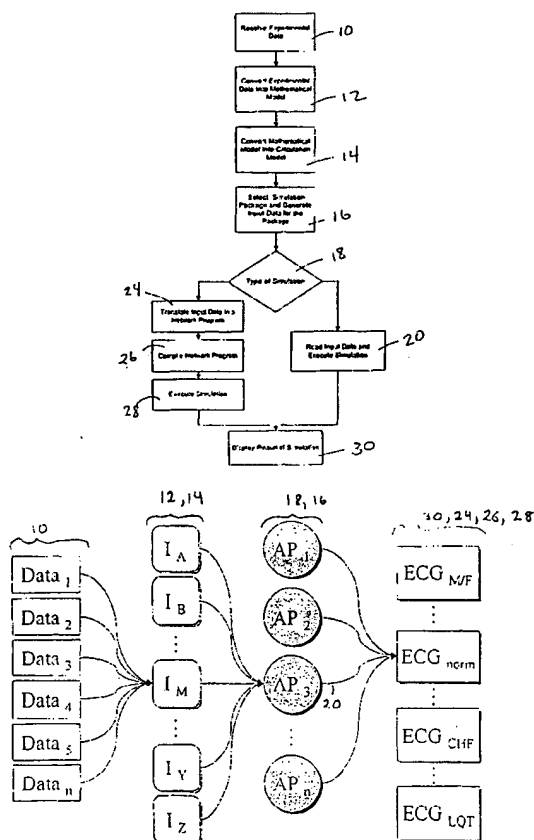 Receive Experimental
Data
10
Convert Experimental
Data into Mathematical
Model
12
Convert Mathematical
Model into Circulation
Model
14
Select Simulation
Package and Generate
Input Data for the
Package
16
18
Type of Simulation
24
Translate Input Data in a
Network Program
26
Compile Network Program
28
Execute Simulation
Read Input Data and
Execute Simulation
20
Display Result of Simulation
30
10
12, 14
18, 16
30, 24, 26, 28
Data 1
Data 2
Data 3
Data 4
Data 5
Data n
I A
I B
I M
I Y
I Z
AP 1
AP 2
AP 3
20
AP n
ECG M/F
ECG norm
ECG CHF
ECG LQT